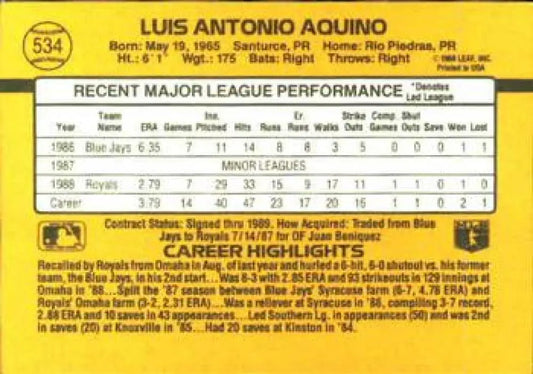 534
LUIS ANTONIO AQUINO
Born: May 19, 1965 Santurce, PR Home: Rio Piedras, PR
Ht.: 6'1" Wgt.: 175 Bats: Right Throws: Right
© 1988 LEAF, INC.
Printed in USA
RECENT MAJOR LEAGUE PERFORMANCE
*Denotes
Led League
Year Team Name ERA Games Inn. Pitched Hits Runs Er. Runs Walks Strike Outs Comp. Games Shut Outs Save Won Lost
1986 Blue Jays 6.35 7 11 14 8 8 3 5 0 0 0 1 1
1987 MINOR LEAGUES
1988 Royals 2.79 7 29 33 15 9 17 11 1 1 0 1 0
Career 3.79 14 40 47 23 17 20 16 1 1 0 2 1
Contract Status: Signed thru 1989. How Acquired: Traded from Blue
Jays to Royals 7/14/87 for OF Juan Beniquez
CAREER HIGHLIGHTS
Recalled by Royals from Omaha in Aug. of last year and hurled a 6-hit, 6-0 shutout vs. his former
team, the Blue Jays, in his 2nd start...Was 8-3 with 2.85 ERA and 93 strikeouts in 129 innings at
Omaha in '88...Split the '87 season between Blue Jays' Syracuse farm (6-7, 4.78 ERA) and
Royals' Omaha farm (3-2, 2.31 ERA)...Was a reliever at Syracuse in '86, compiling 3-7 record,
2.88 ERA and 10 saves in 43 appearances...Led Southern Lg. in appearances (50) and was 2nd
in saves (20) at Knoxville in '85...Had 20 saves at Kinston in '84.